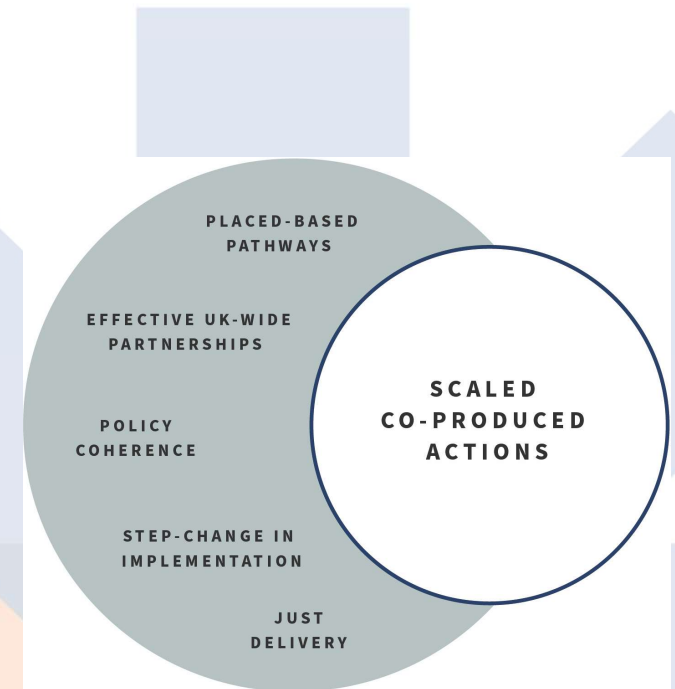 PLACED-BASED
PATHWAYS
EFFECTIVE UK-WIDE
PARTNERSHIPS
POLICY
COHERENCE
STEP-CHANGE IN
IMPLEMENTATION
JUST
DELIVERY
SCALED
CO-PRODUCED
ACTIONS